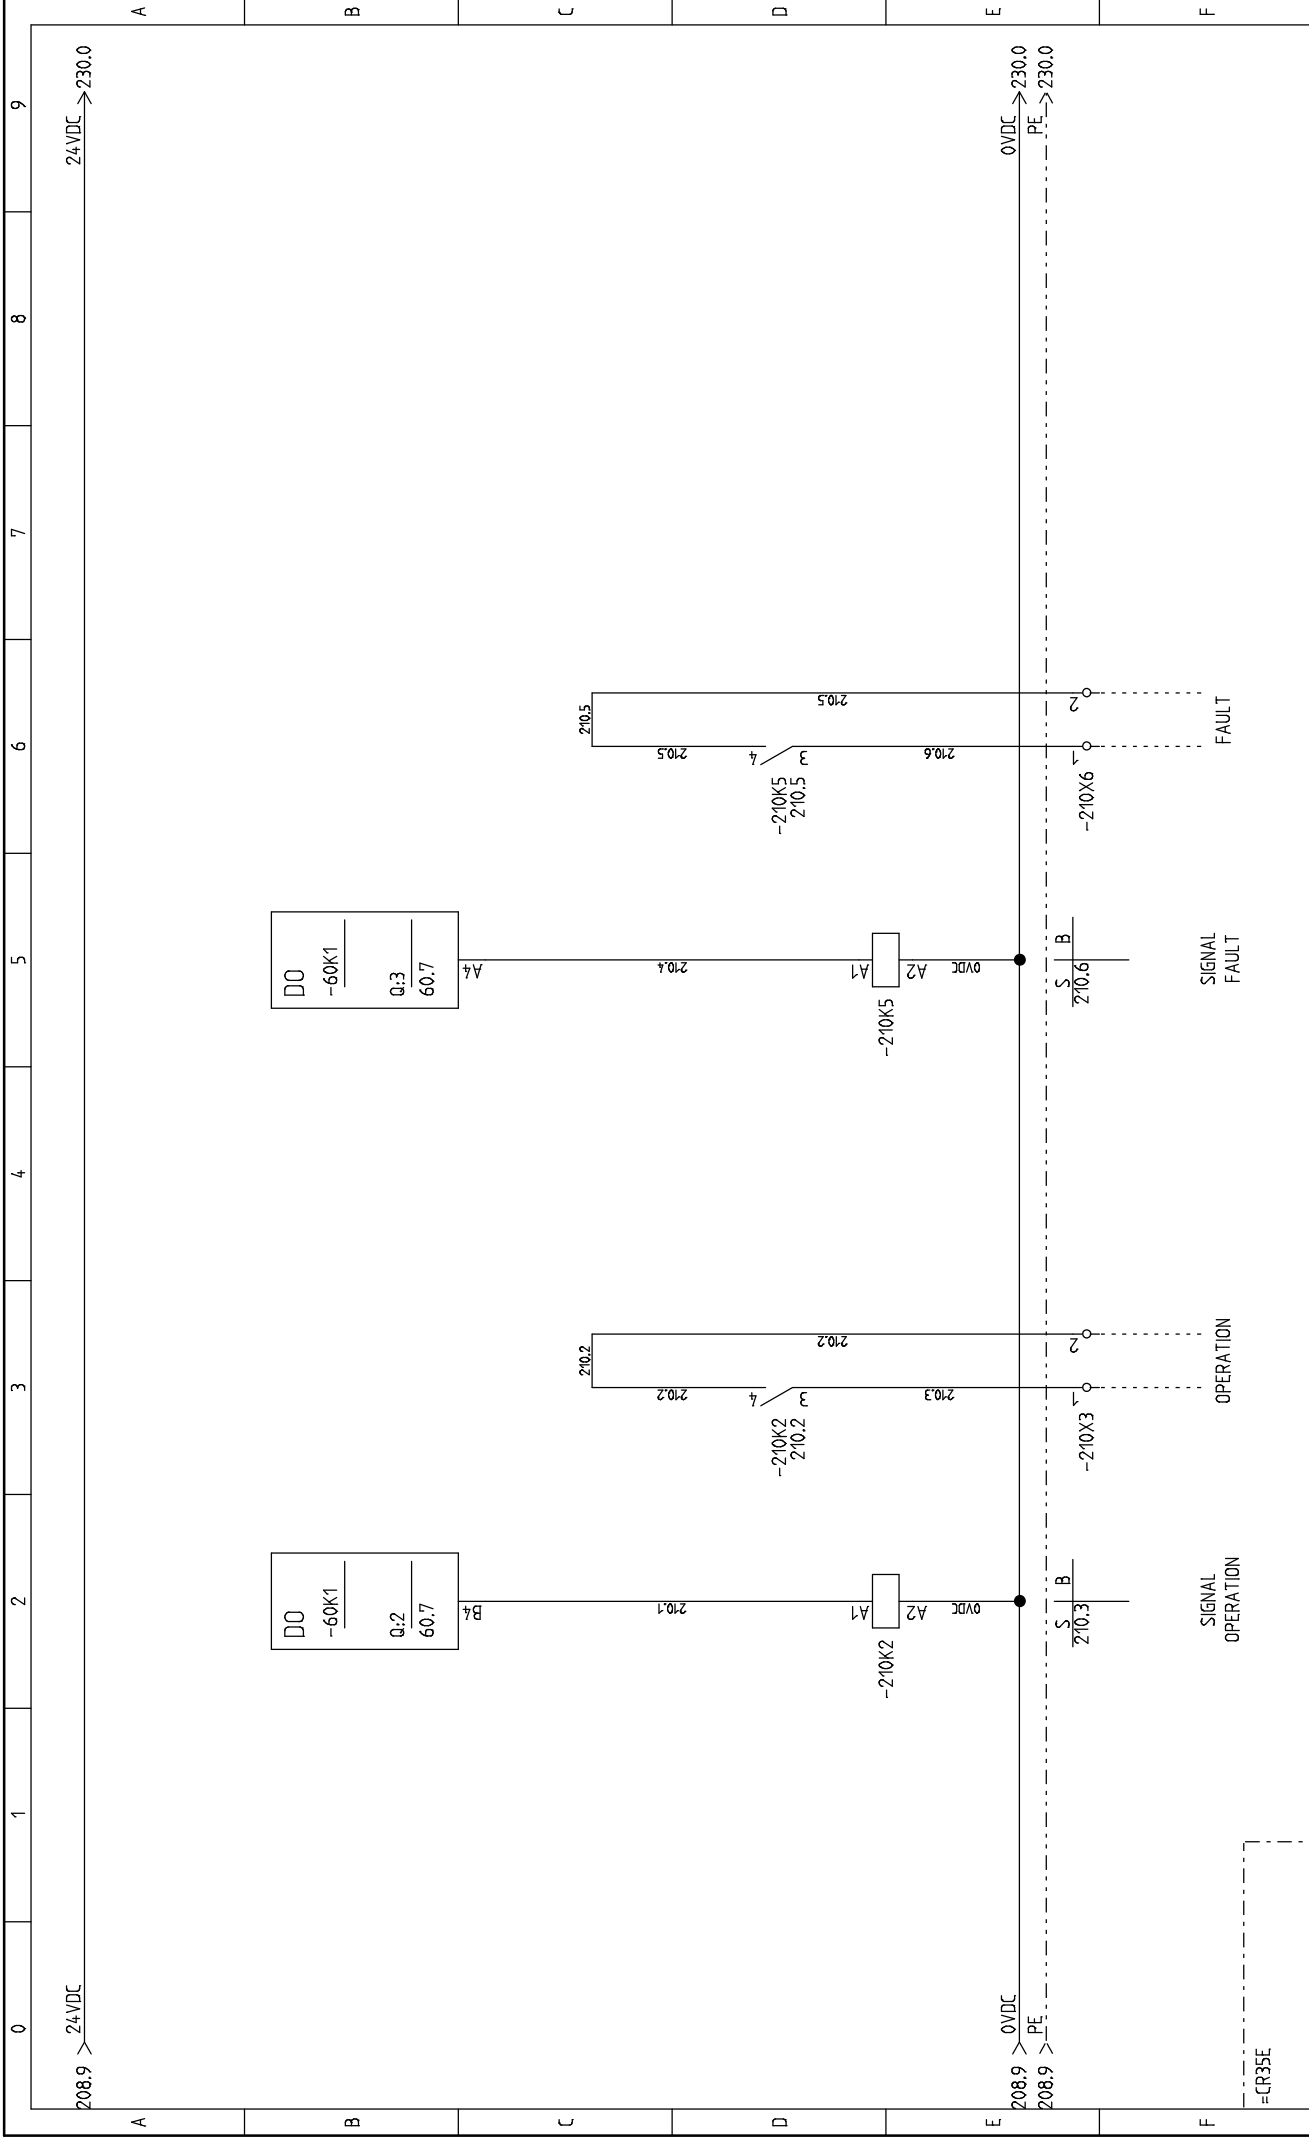 0 1 2 3 4 5 6 7 8 9
A A
208.9 24VDC 24VDC 230.0
B B
DO DO
-60K1 -60K1
Q:2 Q:3
60.7 60.7
B4 A4
C C
210.2 210.5
210.1 210.2 210.4 210.5
D D
4 4
-210K2 -210K5
210.2 210.5
3 3
210.2 210.5
A1 A1
-210K2 -210K5
A2 A2
E E
0VDC 210.3 0VDC 210.6
208.9 0VDC 0VDC 230.0
208.9 PE PE 230.0
S B 1 2 S B 1 2
210.3 -210X3 210.6 -210X6
F F
SIGNAL
OPERATION
OPERATION
SIGNAL
FAULT
FAULT
=CR35E